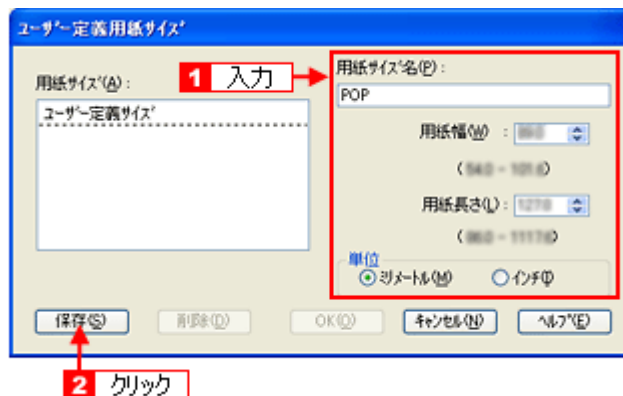 ユーザー定義用紙サイズ
用紙サイズ(A) :
1 入力
用紙サイズ名(P) :
ユーザー定義サイズ
POP
用紙幅(W) :
用紙長さ(L) :
単位
ミリメートル(M) インチ(I)
保存(S) 削除(D) OK(O) キャンセル(N) ヘルプ(E)
2 クリック